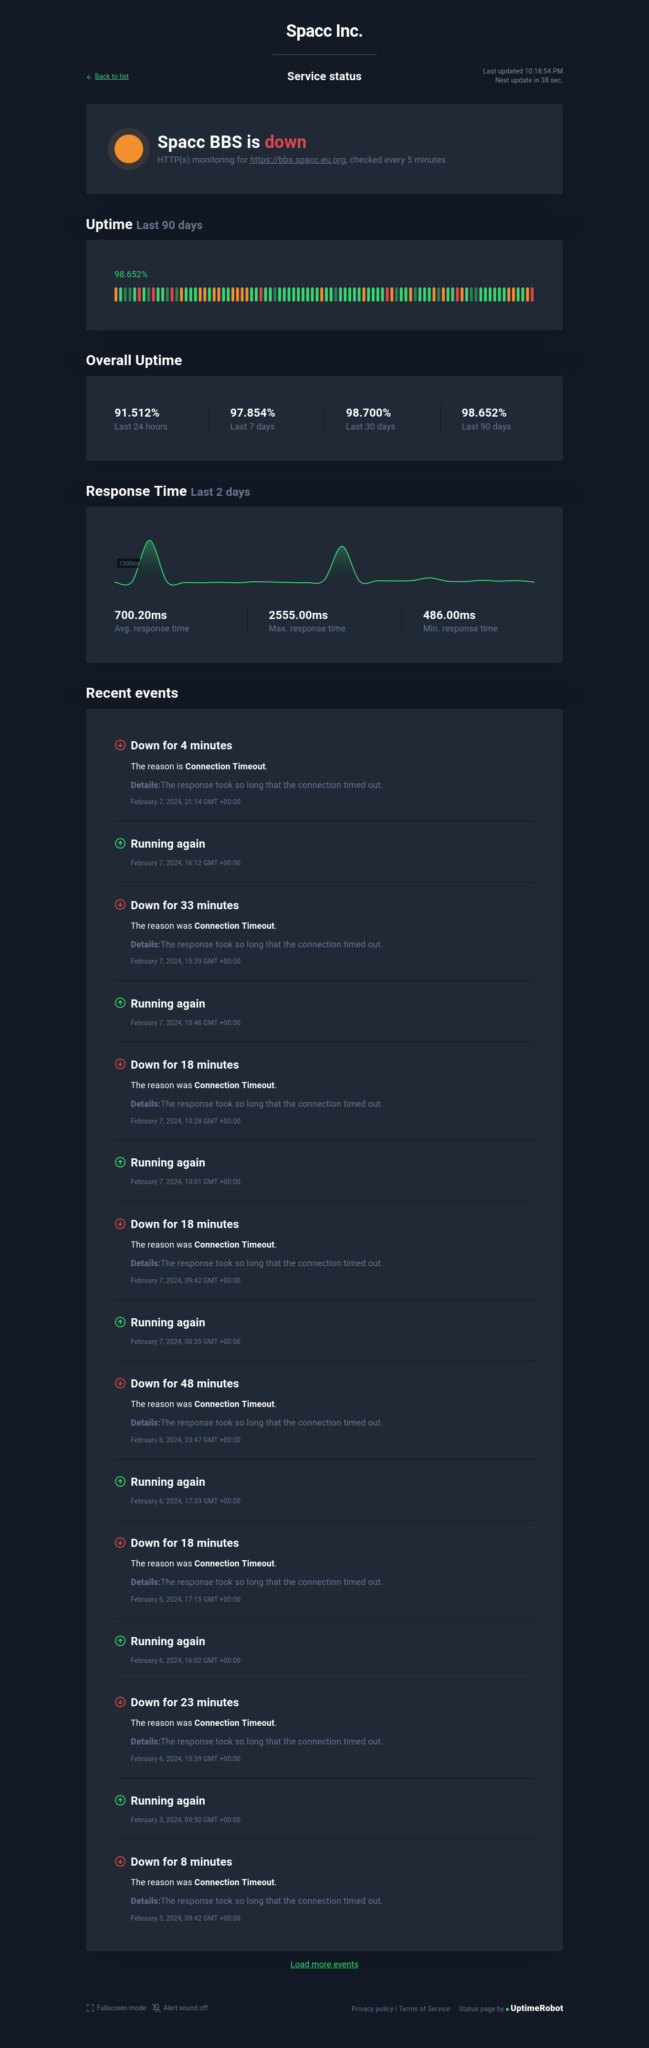 Spacc Inc.
← Back to list
Service status
Last updated 10:18:54 PM
Next update in 38 sec.
Spacc BBS is down
HTTP(s) monitoring for https://bbs.spacc.eu.org, checked every 5 minutes
Uptime Last 90 days
98.652%
Overall Uptime
91.512%
Last 24 hours
97.854%
Last 7 days
98.700%
Last 30 days
98.652%
Last 90 days
Response Time Last 2 days
1300ms
700.20ms
Avg. response time
2555.00ms
Max. response time
486.00ms
Min. response time
Recent events
Down for 4 minutes
The reason is Connection Timeout.
Details:The response took so long that the connection timed out.
February 7, 2024, 21:14 GMT +00:00
Running again
February 7, 2024, 16:12 GMT +00:00
Down for 33 minutes
The reason was Connection Timeout.
Details:The response took so long that the connection timed out.
February 7, 2024, 15:39 GMT +00:00
Running again
February 7, 2024, 10:46 GMT +00:00
Down for 18 minutes
The reason was Connection Timeout.
Details:The response took so long that the connection timed out.
February 7, 2024, 10:28 GMT +00:00
Running again
February 7, 2024, 10:01 GMT +00:00
Down for 18 minutes
The reason was Connection Timeout.
Details:The response took so long that the connection timed out.
February 7, 2024, 09:42 GMT +00:00
Running again
February 7, 2024, 00:35 GMT +00:00
Down for 48 minutes
The reason was Connection Timeout.
Details:The response took so long that the connection timed out.
February 6, 2024, 23:47 GMT +00:00
Running again
February 6, 2024, 17:33 GMT +00:00
Down for 18 minutes
The reason was Connection Timeout.
Details:The response took so long that the connection timed out.
February 6, 2024, 17:15 GMT +00:00
Running again
February 6, 2024, 16:02 GMT +00:00
Down for 23 minutes
The reason was Connection Timeout.
Details:The response took so long that the connection timed out.
February 6, 2024, 15:39 GMT +00:00
Running again
February 3, 2024, 09:50 GMT +00:00
Down for 8 minutes
The reason was Connection Timeout.
Details:The response took so long that the connection timed out.
February 3, 2024, 09:42 GMT +00:00
Load more events
Fullscreen mode
Alert sound off
Privacy policy | Terms of Service
Status page by UptimeRobot